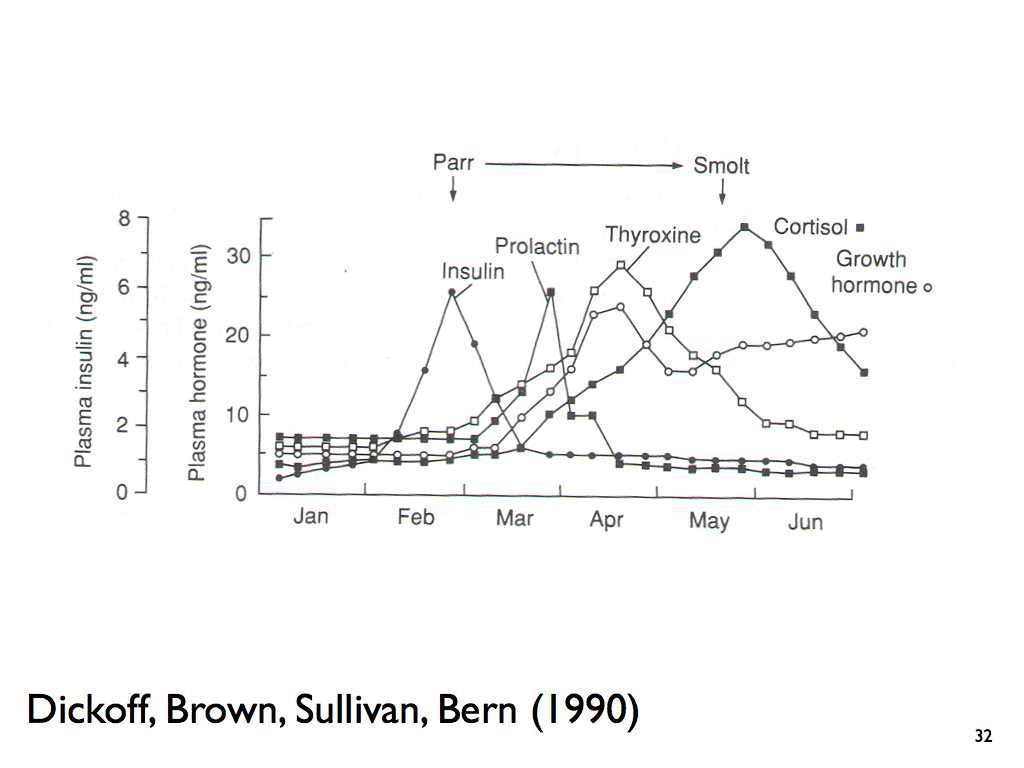 Parr
Smolt
Cortisol
Growth
hormone
Thyroxine
Prolactin
Insulin
Plasma insulin (ng/ml)
8
6
4
2
0
Plasma hormone (ng/ml)
30
20
10
0
Jan Feb Mar Apr May Jun
Dickoff, Brown, Sullivan, Bern (1990)
32